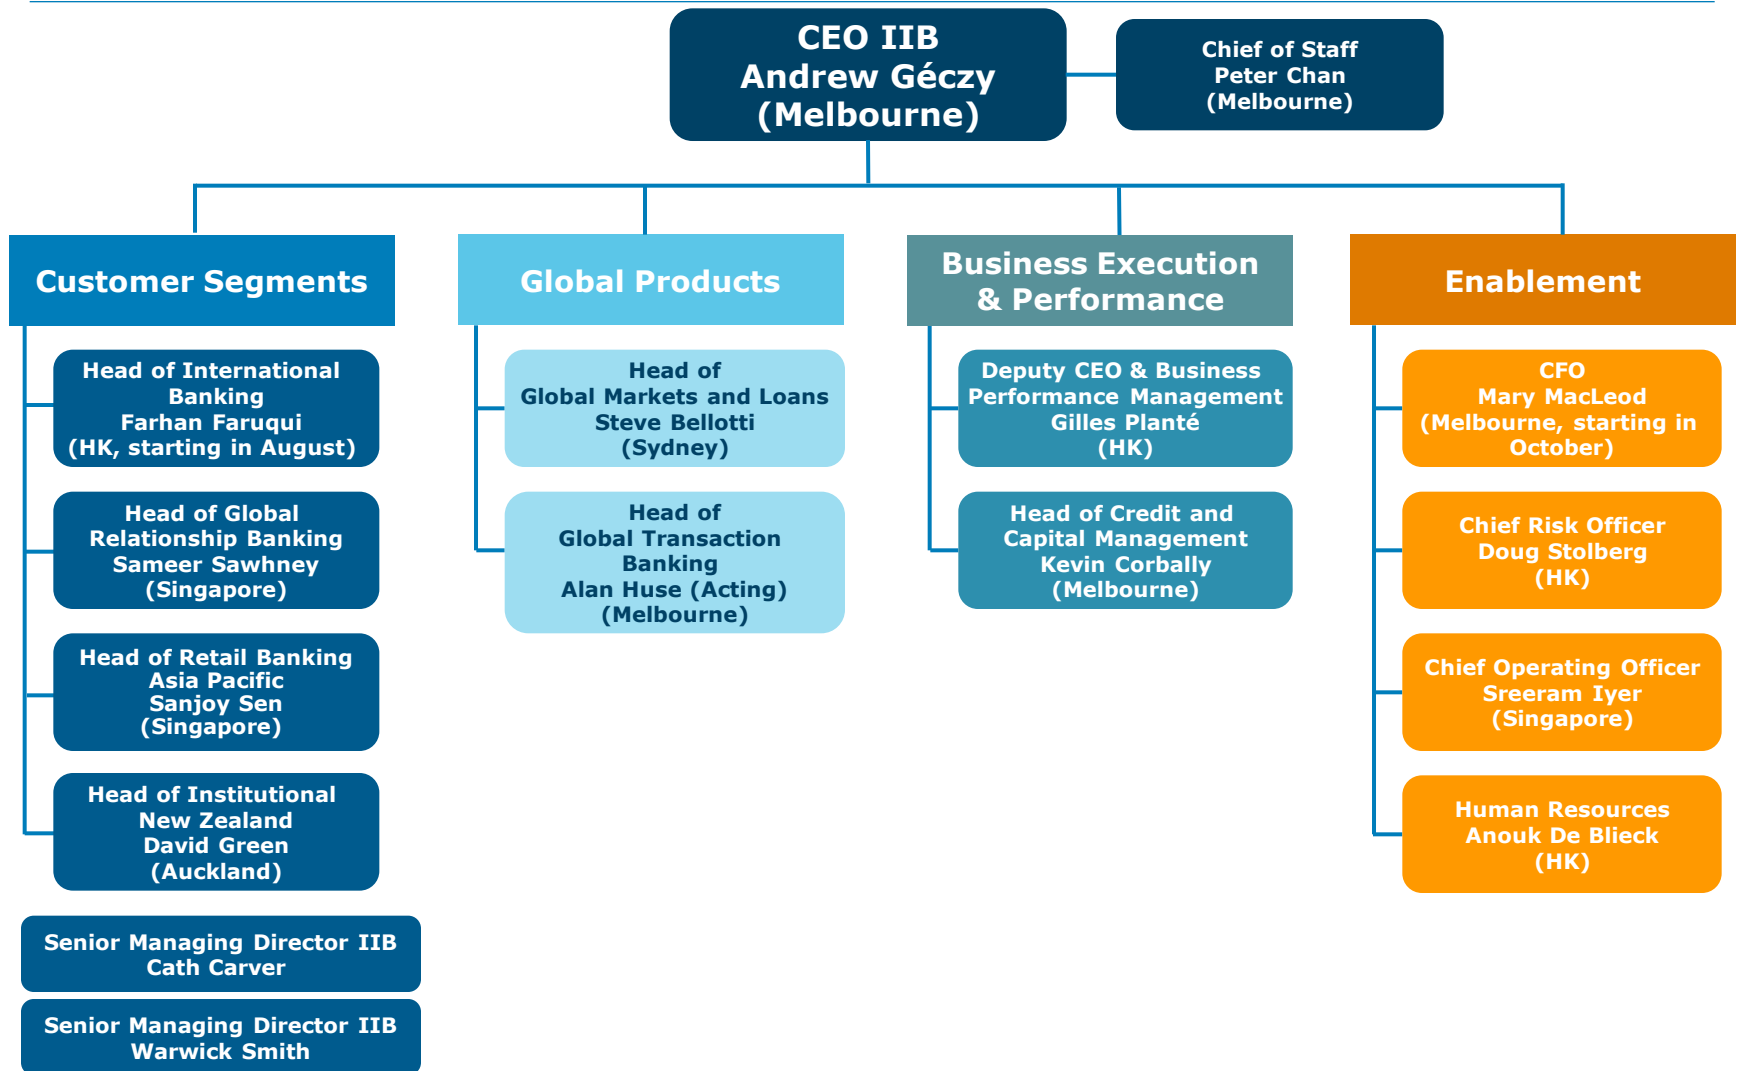 CEO IIB
Andrew Géczy
(Melbourne)
Chief of Staff
Peter Chan
(Melbourne)
Customer Segments
Head of International
Banking
Farhan Faruqui
(HK, starting in August)
Head of Global
Relationship Banking
Sameer Sawhney
(Singapore)
Head of Retail Banking
Asia Pacific
Sanjoy Sen
(Singapore)
Head of Institutional
New Zealand
David Green
(Auckland)
Senior Managing Director IIB
Cath Carver
Senior Managing Director IIB
Warwick Smith
Global Products
Head of
Global Markets and Loans
Steve Bellotti
(Sydney)
Head of
Global Transaction
Banking
Alan Huse (Acting)
(Melbourne)
Business Execution
& Performance
Deputy CEO & Business
Performance Management
Gilles Planté
(HK)
Head of Credit and
Capital Management
Kevin Corbally
(Melbourne)
Enablement
CFO
Mary MacLeod
(Melbourne, starting in
October)
Chief Risk Officer
Doug Stolberg
(HK)
Chief Operating Officer
Sreeram Iyer
(Singapore)
Human Resources
Anouk De Blieck
(HK)